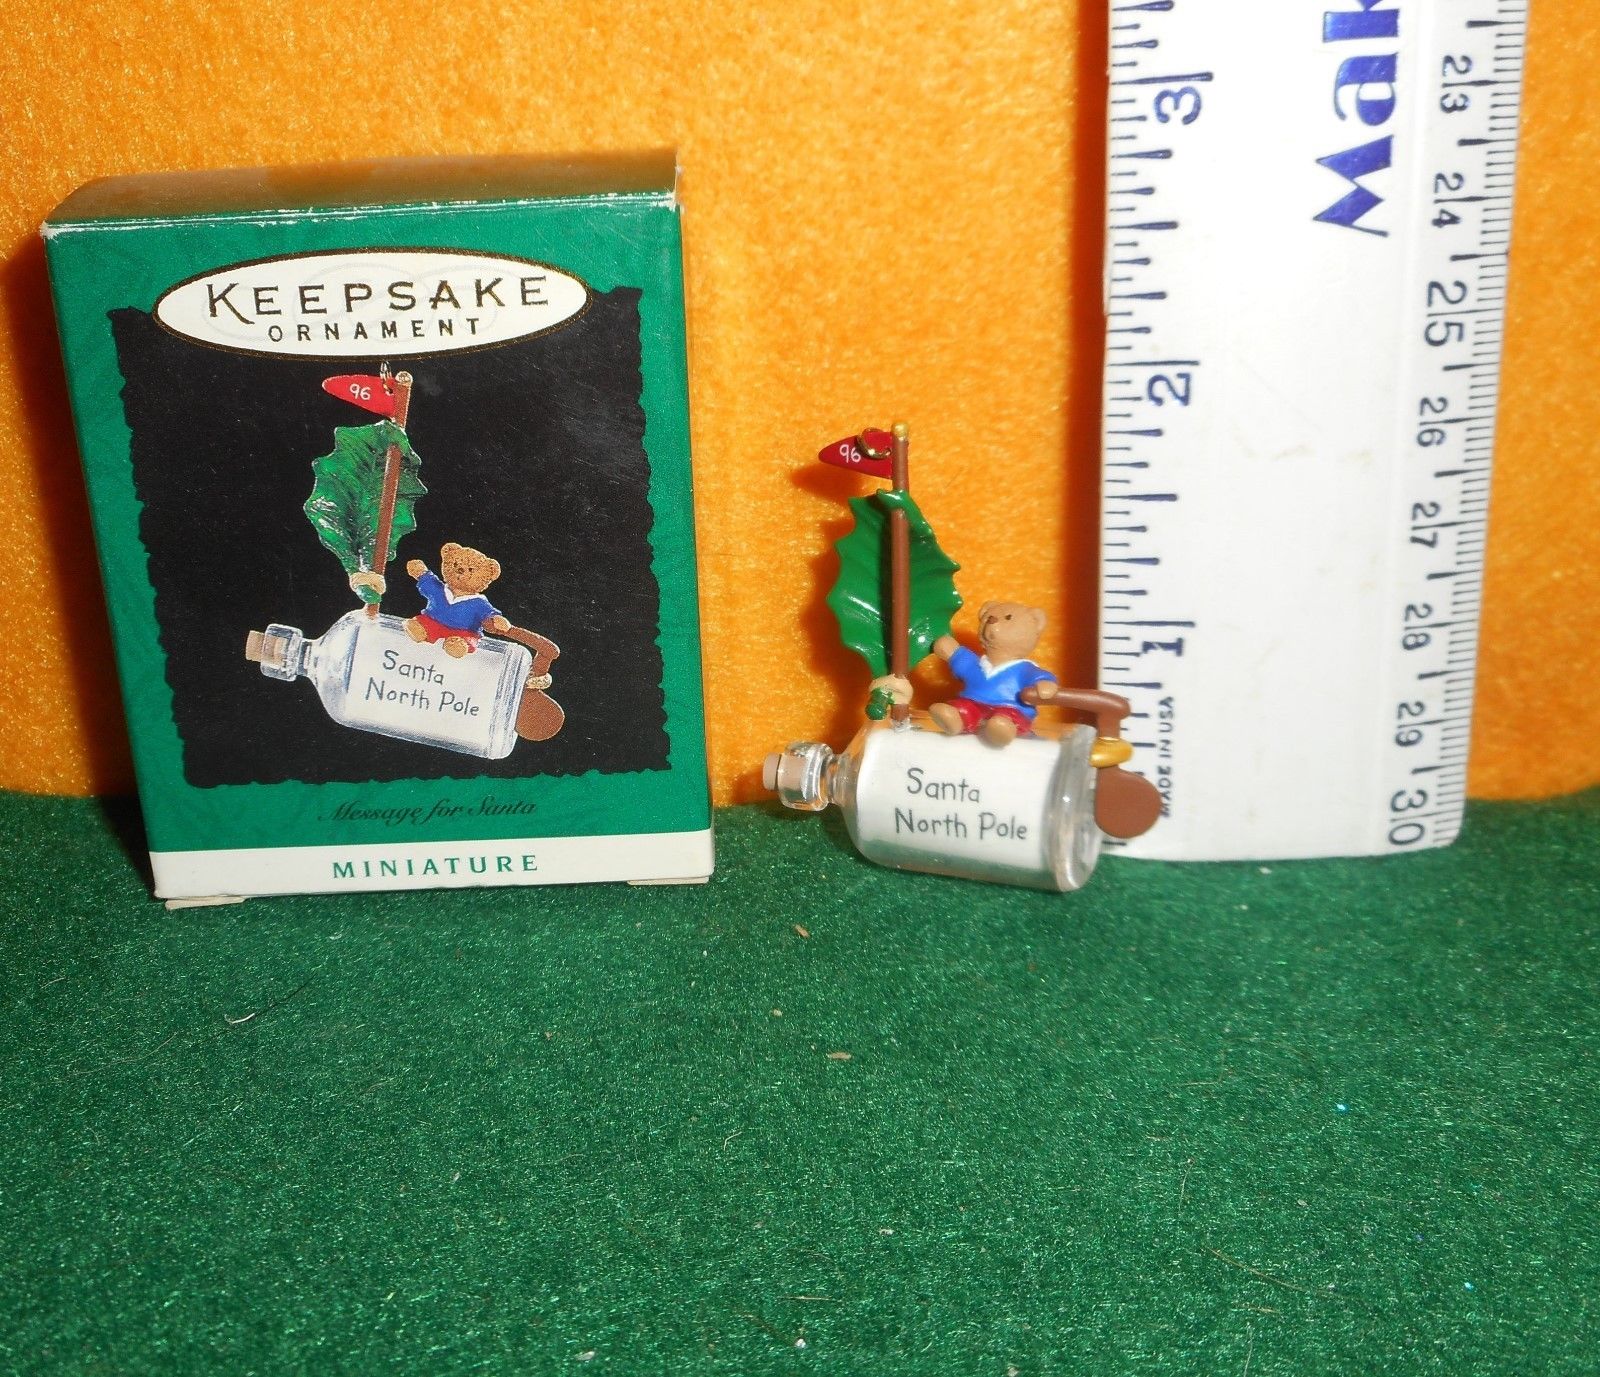 KEEPSAKE
ORNAMENT
96
Santa
North Pole
Message for Santa
MINIATURE
96
Santa
North Pole
3
2
1
MADE IN USA
23
24
25
26
27
28
29
30